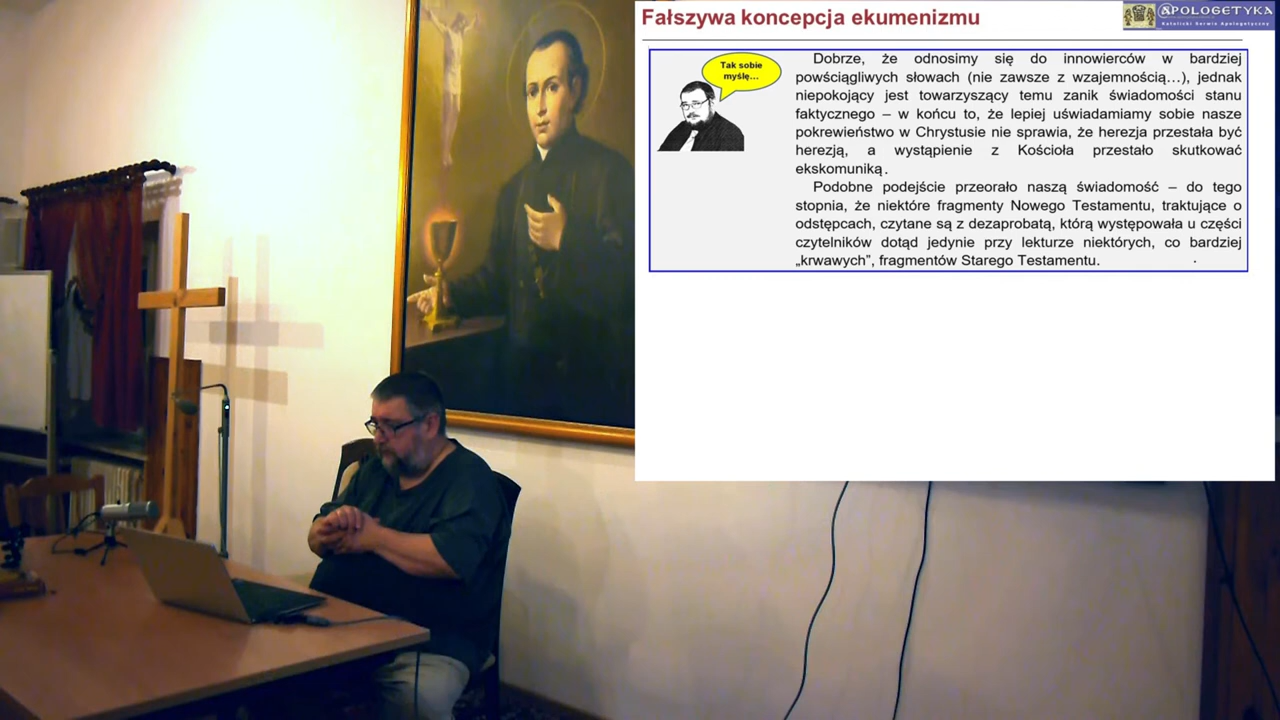 Fałszywa koncepcja ekumenizmu
APOLOGETYKA
Katolicki Serwis Apologetyczny
Tak sobie
myślę...
Dobrze, że odnosimy się do innowierców w bardziej
powściągliwych słowach (nie zawsze z wzajemnością…), jednak
niepokojący jest towarzyszący temu zanik świadomości stanu
faktycznego – w końcu to, że lepiej uświadamiamy sobie nasze
pokrewieństwo w Chrystusie nie sprawia, że herezja przestała być
herezją, a wystąpienie z Kościoła przestało skutkować
ekskomuniką.
Podobne podejście przeorało naszą świadomość – do tego
stopnia, że niektóre fragmenty Nowego Testamentu, traktujące o
odstępcach, czytane są z dezaprobatą, którą występowała u części
czytelników dotąd jedynie przy lekturze niektórych, co bardziej
„krwawych”, fragmentów Starego Testamentu.